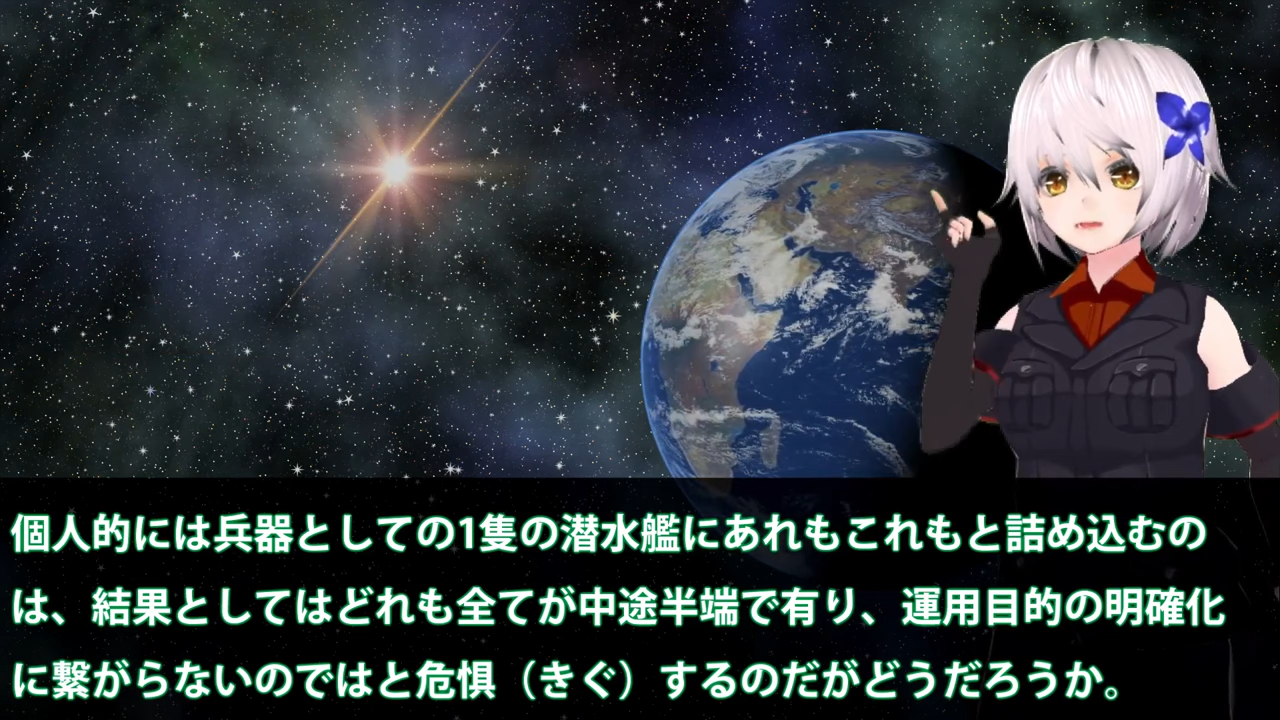 個人的には兵器としての1隻の潜水艦にあれもこれもと詰め込むの
は、結果としてはどれも全てが中途半端で有り、運用目的の明確化
に繋がらないのではと危惧（きぐ）するのだがどうだろうか。